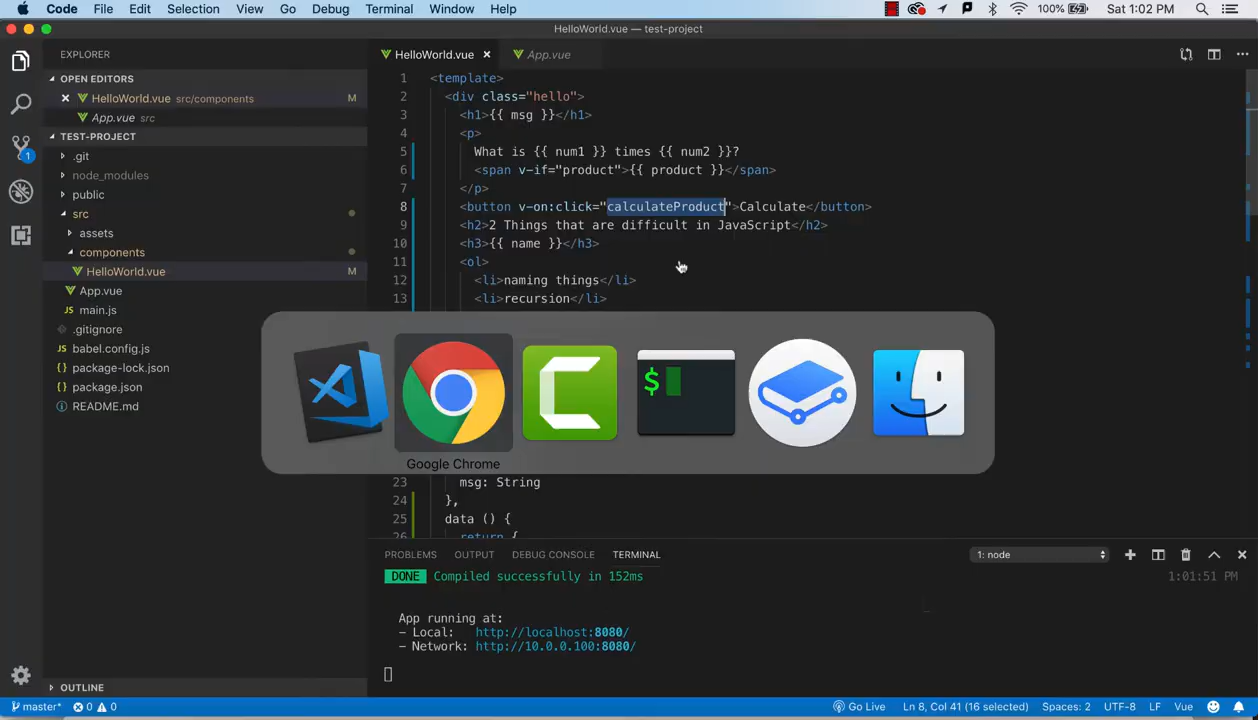 Code File Edit Selection View Go Debug Terminal Window Help 100% Sat 1:02 PM
HelloWorld.vue — test-project
EXPLORER
OPEN EDITORS
HelloWorld.vue src/components M
App.vue src
TEST-PROJECT
.git
node_modules
public
src
assets
components
HelloWorld.vue M
App.vue
JS main.js
.gitignore
JS babel.config.js
{} package-lock.json
{} package.json
README.md
OUTLINE
HelloWorld.vue
App.vue
1 <template>
2 <div class="hello">
3 <h1>{{ msg }}</h1>
4 <p>
5 What is {{ num1 }} times {{ num2 }}?
6 <span v-if="product">{{ product }}</span>
7 </p>
8 <button v-on:click="calculateProduct">Calculate</button>
9 <h2>2 Things that are difficult in JavaScript</h2>
10 <h3>{{ name }}</h3>
11 <ol>
12 <li>naming things</li>
13 <li>recursion</li>
$
Google Chrome
23 msg: String
24 },
25 data () {
26 return {
PROBLEMS OUTPUT DEBUG CONSOLE TERMINAL 1: node
DONE Compiled successfully in 152ms 1:01:51 PM
App running at:
- Local: http://localhost:8080/
- Network: http://10.0.0.100:8080/
1
master* 0 0 Go Live Ln 8, Col 41 (16 selected) Spaces: 2 UTF-8 LF Vue